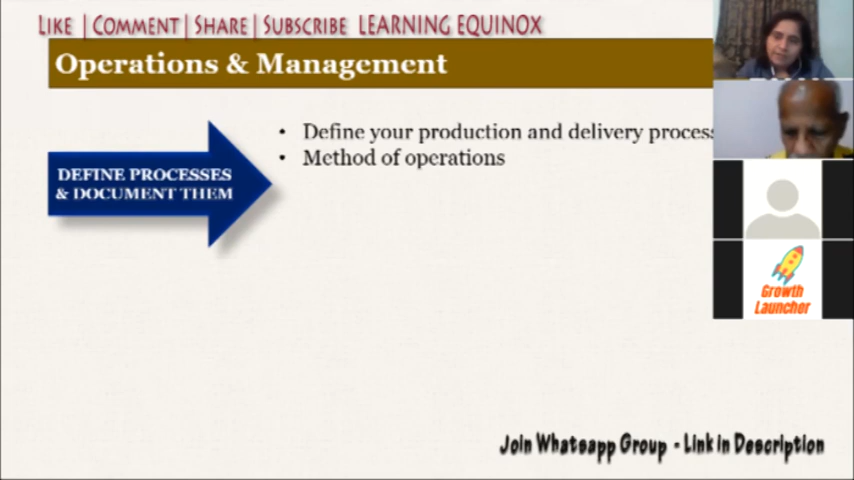 LIKE | COMMENT | SHARE | SUBSCRIBE LEARNING EQUINOX
Operations & Management
DEFINE PROCESSES
& DOCUMENT THEM
• Define your production and delivery process
• Method of operations
Growth
Launcher
Join Whatsapp Group - Link in Description